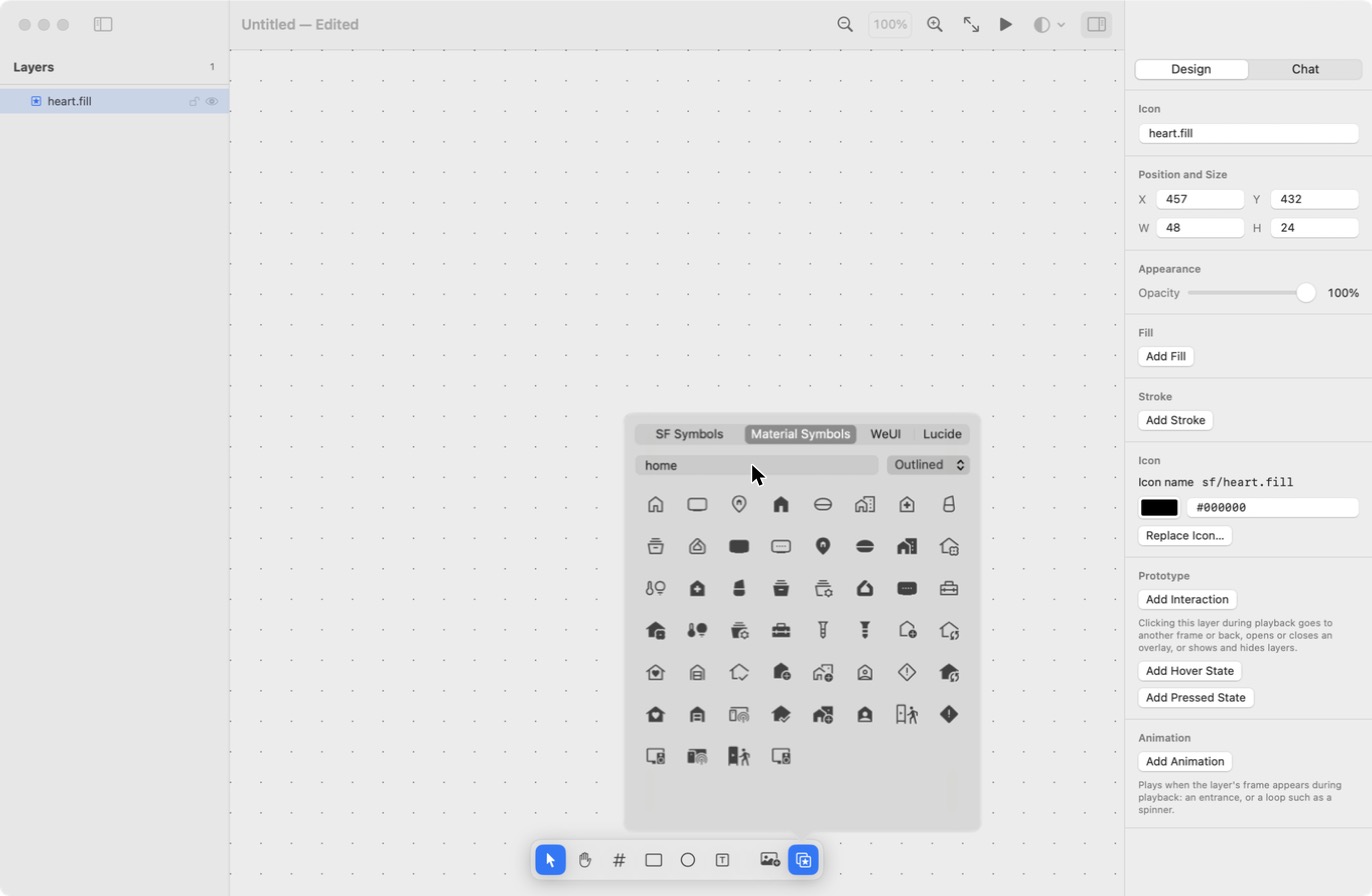 Untitled — Edited
100%
Layers
1
heart.fill
Design
Chat
Icon
heart.fill
Position and Size
X 457 Y 432
W 48 H 24
Appearance
Opacity 100%
Fill
Add Fill
Stroke
Add Stroke
Icon
Icon name sf/heart.fill
#000000
Replace Icon...
Prototype
Add Interaction
Clicking this layer during playback goes to
another frame or back, opens or closes an
overlay, or shows and hides layers.
Add Hover State
Add Pressed State
Animation
Add Animation
Plays when the layer's frame appears during
playback: an entrance, or a loop such as a
spinner.
SF Symbols
Material Symbols
WeUI
Lucide
home
Outlined